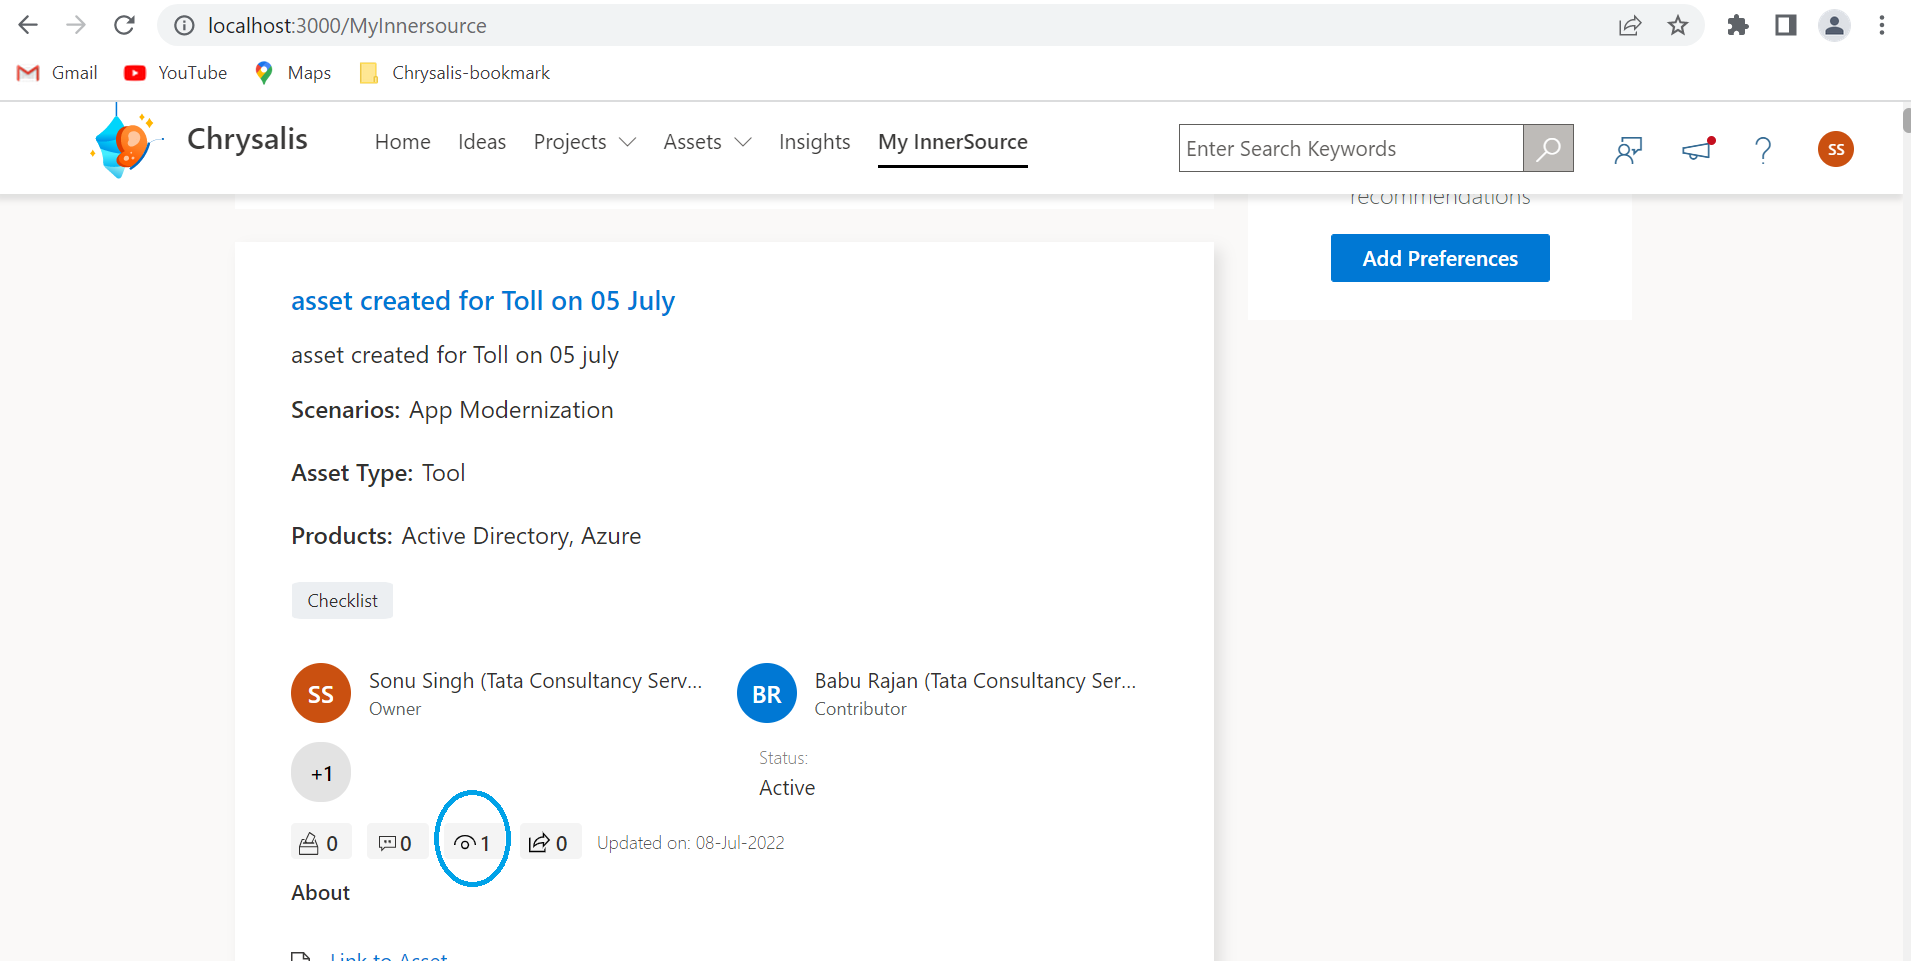 localhost:3000/MyInnersource
Gmail YouTube Maps Chrysalis-bookmark
Chrysalis Home Ideas Projects Assets Insights My InnerSource Enter Search Keywords SS
recommendations
Add Preferences
asset created for Toll on 05 July
asset created for Toll on 05 july
Scenarios: App Modernization
Asset Type: Tool
Products: Active Directory, Azure
Checklist
SS Sonu Singh (Tata Consultancy Serv...
Owner
BR Babu Rajan (Tata Consultancy Ser...
Contributor
+1
Status:
Active
0 0 1 0 Updated on: 08-Jul-2022
About
Link to Asset